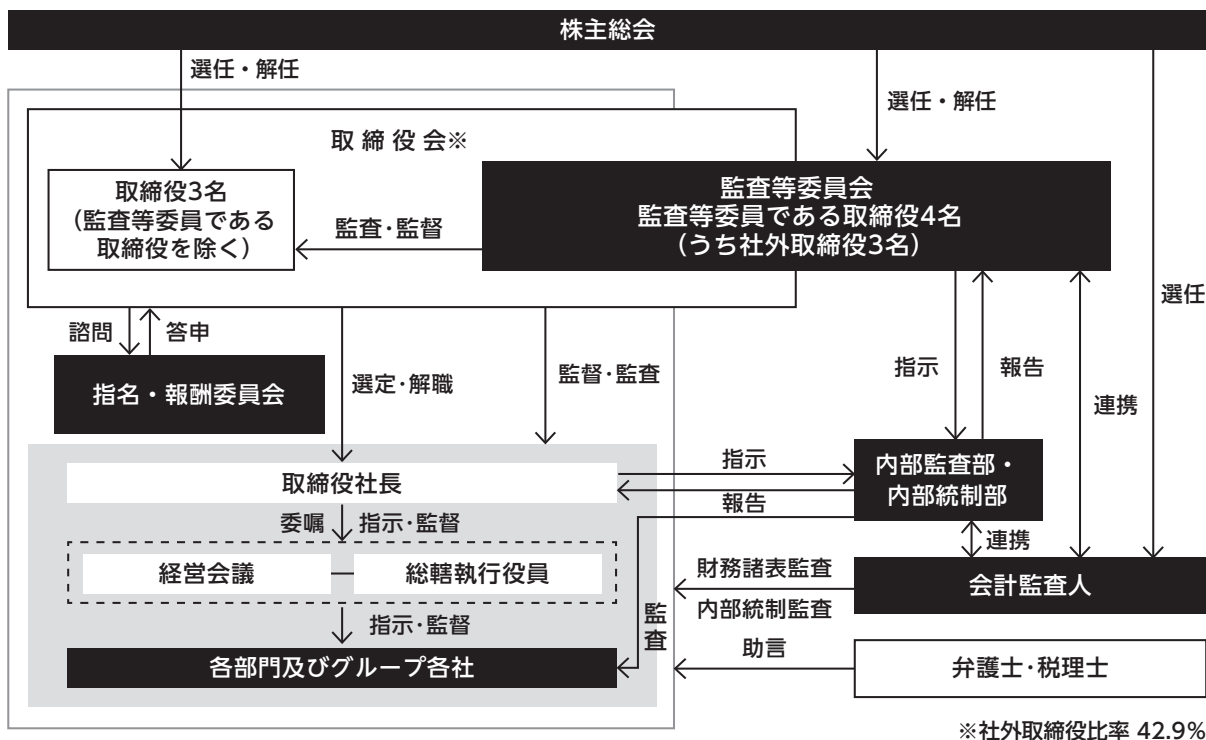 株主総会
選任・解任
選任・解任
選任
取締役会※
取締役3名
（監査等委員である
取締役を除く）
監査・監督
監査等委員会
監査等委員である取締役4名
（うち社外取締役3名）
諮問
答申
指名・報酬委員会
選定・解職
監督・監査
指示
報告
連携
取締役社長
指示
報告
内部監査部・
内部統制部
委嘱
指示・監督
連携
経営会議
総轄執行役員
財務諸表監査
内部統制監査
会計監査人
指示・監督
監査
各部門及びグループ各社
助言
弁護士・税理士
※社外取締役比率 42.9%